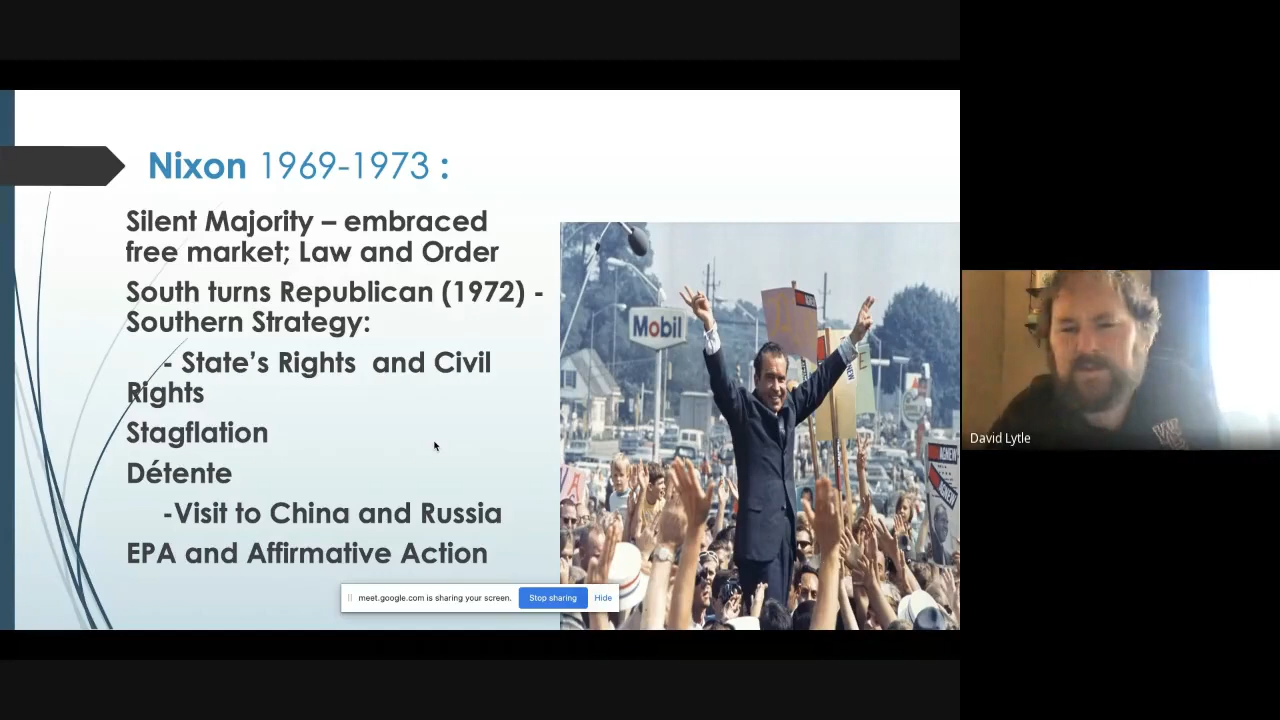 Nixon 1969-1973 :
Silent Majority – embraced
free market; Law and Order
South turns Republican (1972) -
Southern Strategy:
- State's Rights and Civil
Rights
Stagflation
Détente
-Visit to China and Russia
EPA and Affirmative Action
Mobil
AGNEW
meet.google.com is sharing your screen.
Stop sharing
Hide
David Lytle